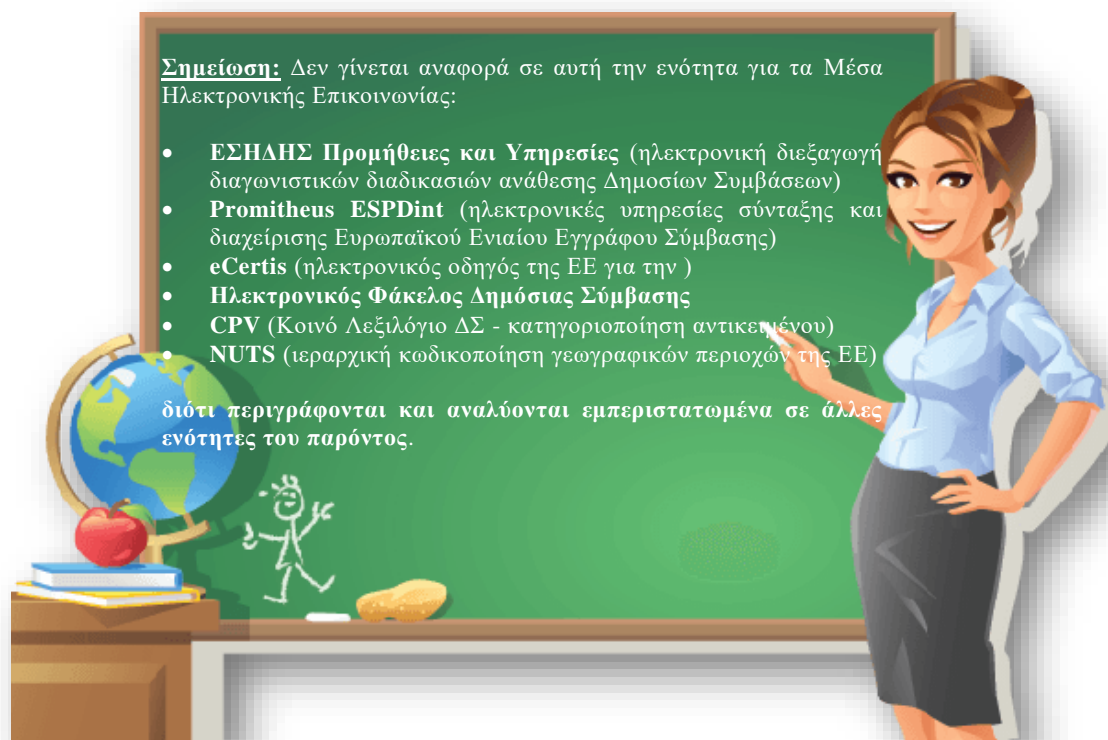 Σημείωση: Δεν γίνεται αναφορά σε αυτή την ενότητα για τα Μέσα
Ηλεκτρονικής Επικοινωνίας:
• ΕΣΗΔΗΣ Προμήθειες και Υπηρεσίες (ηλεκτρονική διεξαγωγή
διαγωνιστικών διαδικασιών ανάθεσης Δημοσίων Συμβάσεων)
• Promitheus ESPDint (ηλεκτρονικές υπηρεσίες σύνταξης και
διαχείρισης Ευρωπαϊκού Ενιαίου Εγγράφου Σύμβασης)
• eCertis (ηλεκτρονικός οδηγός της ΕΕ για την )
• Ηλεκτρονικός Φάκελος Δημόσιας Σύμβασης
• CPV (Κοινό Λεξιλόγιο ΔΣ - κατηγοριοποίηση αντικειμένου)
• NUTS (ιεραρχική κωδικοποίηση γεωγραφικών περιοχών της ΕΕ)
διότι περιγράφονται και αναλύονται εμπεριστατωμένα σε άλλες
ενότητες του παρόντος.